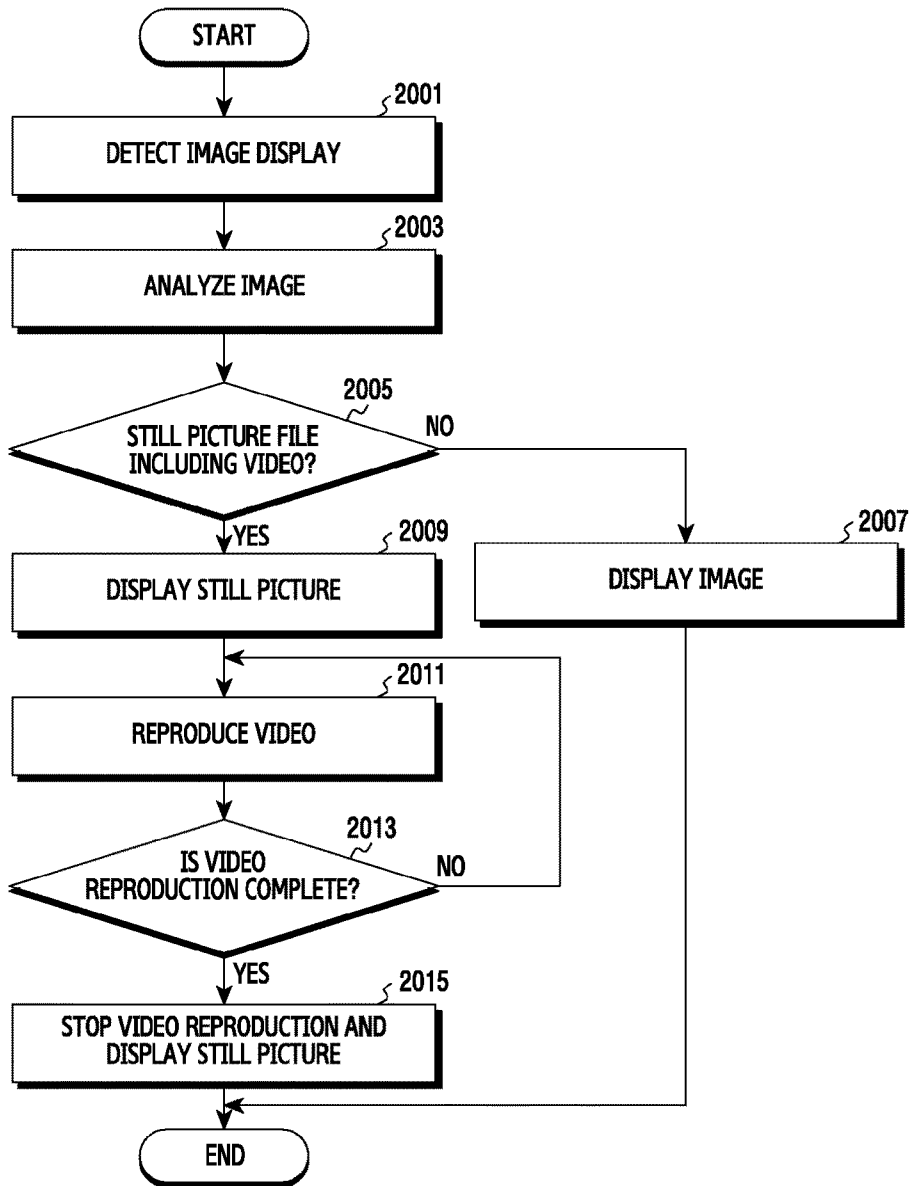 START
2001
DETECT IMAGE DISPLAY
2003
ANALYZE IMAGE
2005
STILL PICTURE FILE
INCLUDING VIDEO?
NO
YES
2009
DISPLAY STILL PICTURE
2007
DISPLAY IMAGE
2011
REPRODUCE VIDEO
2013
IS VIDEO
REPRODUCTION COMPLETE?
NO
YES
2015
STOP VIDEO REPRODUCTION AND
DISPLAY STILL PICTURE
END